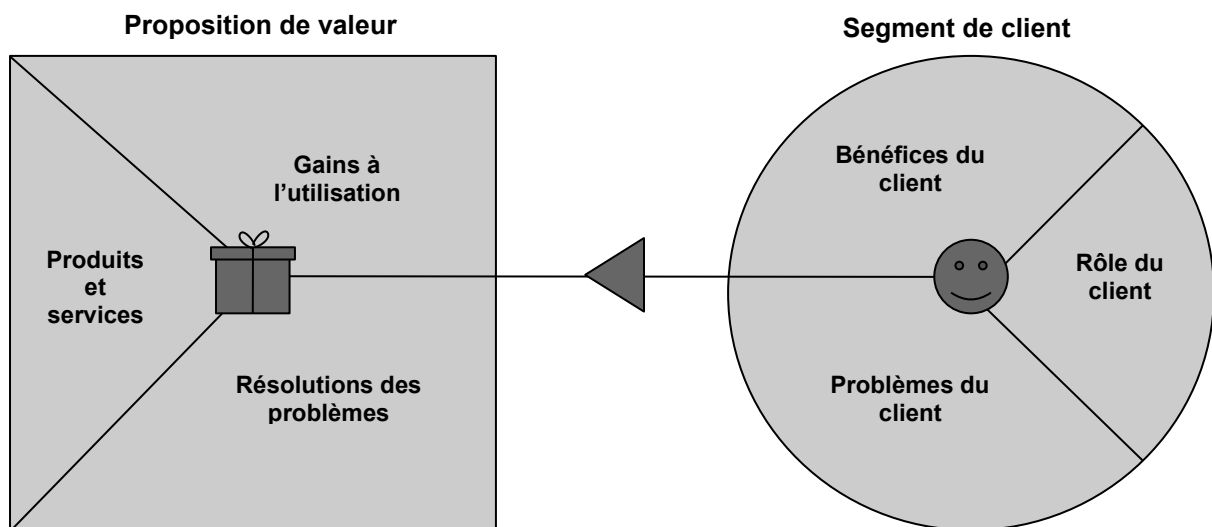 Proposition de valeur
Segment de client
Gains à
l’utilisation
Produits
et
services
Résolutions des
problèmes
Bénéfices du
client
Rôle du
client
Problèmes du
client